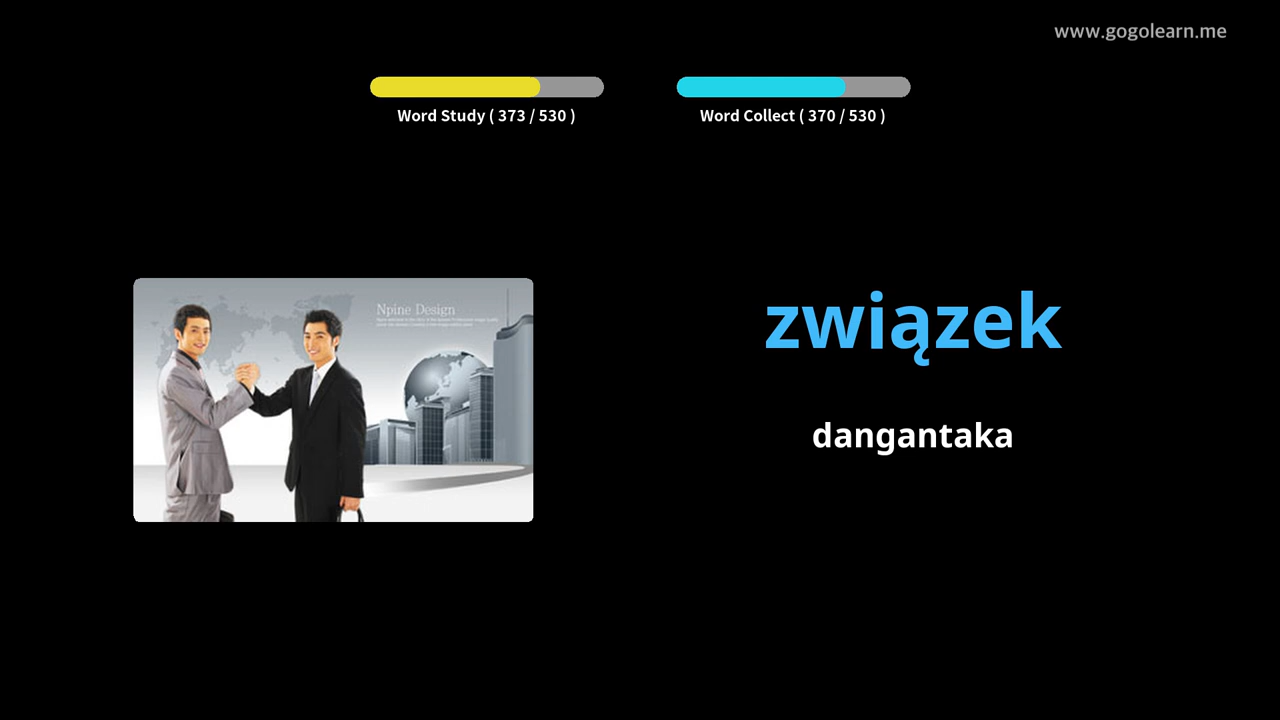 www.gogolearn.me
Word Study ( 373 / 530 )
Word Collect ( 370 / 530 )
Npine Design
związek
dangantaka